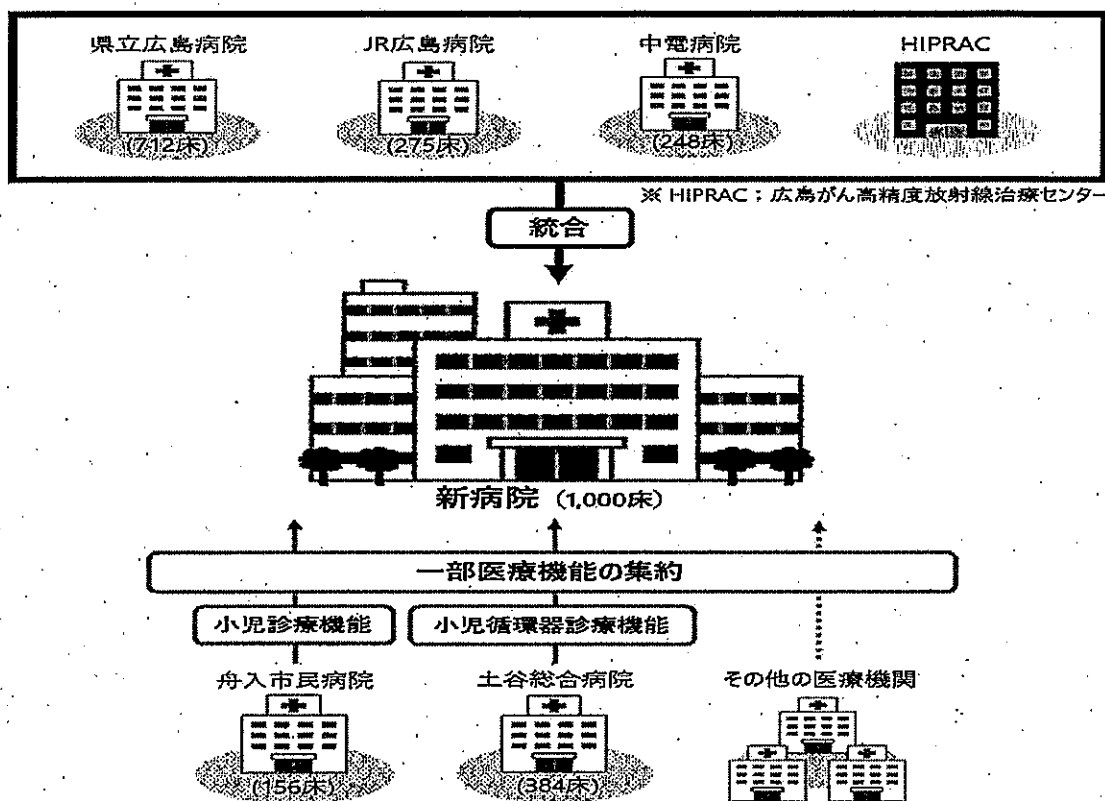 県立広島病院 JR広島病院 中電病院 HIPRAC
(712床) (275床) (248床)
※ HIPRAC；広島がん高精度放射線治療センター
統合
新病院 (1,000床)
一部医療機能の集約
小児診療機能 小児循環器診療機能
舟入市民病院 土谷総合病院 その他の医療機関
(156床) (384床)